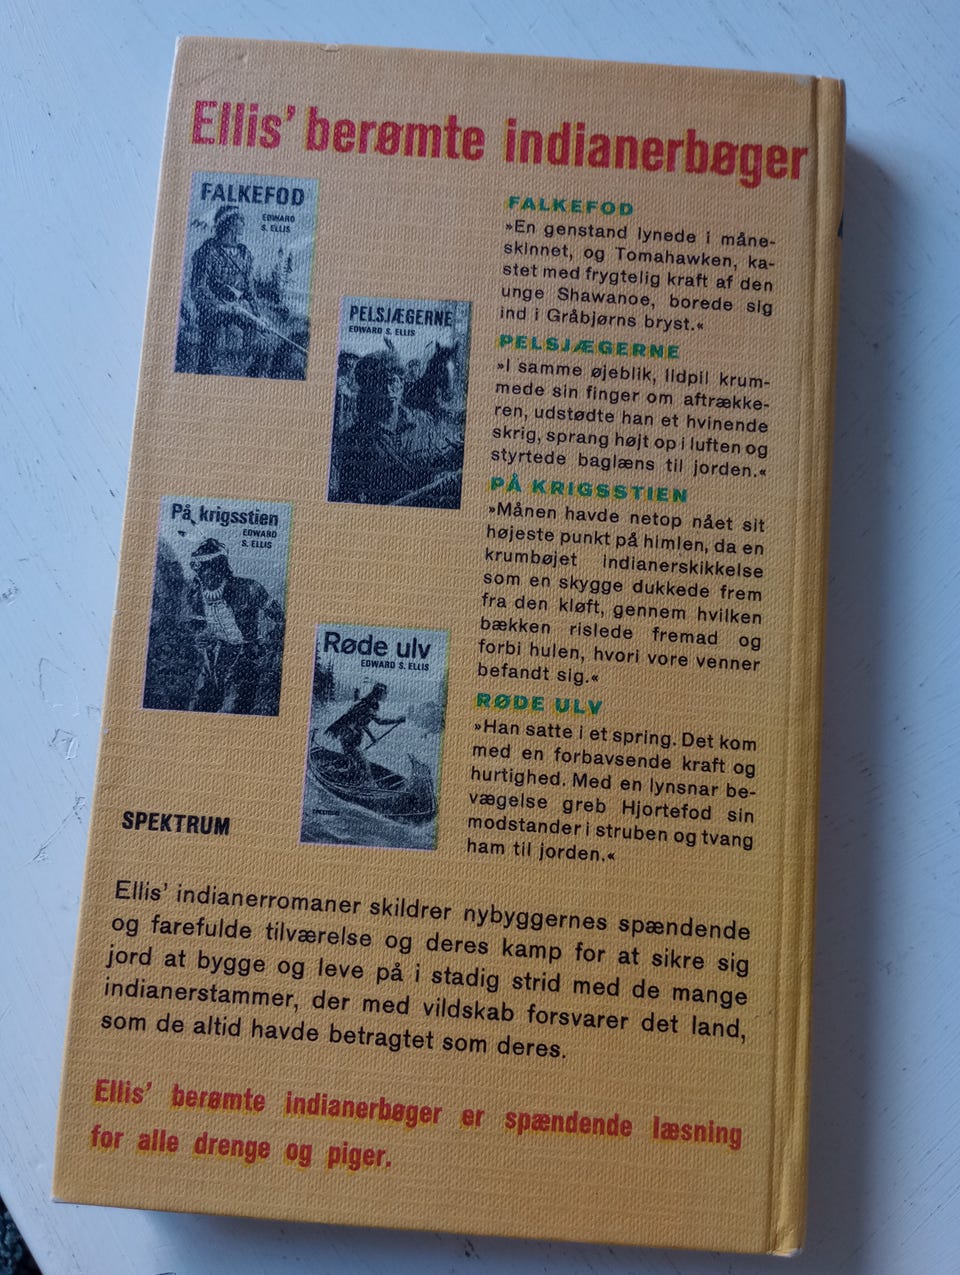 Ellis' berømte indianerbøger
FALKEFOD
EDWARD
S. ELLIS
PELSJÆGERNE
EDWARD S. ELLIS
På krigsstien
EDWARD
S. ELLIS
Røde ulv
EDWARD S. ELLIS
SPEKTRUM
FALKEFOD
»En genstand lynede i måne-
skinnet, og Tomahawken, ka-
stet med frygtelig kraft af den
unge Shawanoe, borede sig
ind i Gråbjørns bryst.«
PELSJÆGERNE
»I samme øjeblik, Ildpil krum-
mede sin finger om aftrække-
ren, udstødte han et hvinende
skrig, sprang højt op i luften og
styrtede baglæns til jorden.«
PÅ KRIGSSTIEN
»Månen havde netop nået sit
højeste punkt på himlen, da en
krumbøjet indianerskikkelse
som en skygge dukkede frem
fra den kløft, gennem hvilken
bækken rislede fremad og
forbi hulen, hvori vore venner
befandt sig.«
RØDE ULV
»Han satte i et spring. Det kom
med en forbavsende kraft og
hurtighed. Med en lynsnar be-
vægelse greb Hjortefod sin
modstander i struben og tvang
ham til jorden.«
SPEKTRUM
Ellis' indianerromaner skildrer nybyggernes spændende
og farefulde tilværelse og deres kamp for at sikre sig
jord at bygge og leve på i stadig strid med de mange
indianerstammer, der med vildskab forsvarer det land,
som de altid havde betragtet som deres.
Ellis' berømte indianerbøger er spændende læsning
for alle drenge og piger.